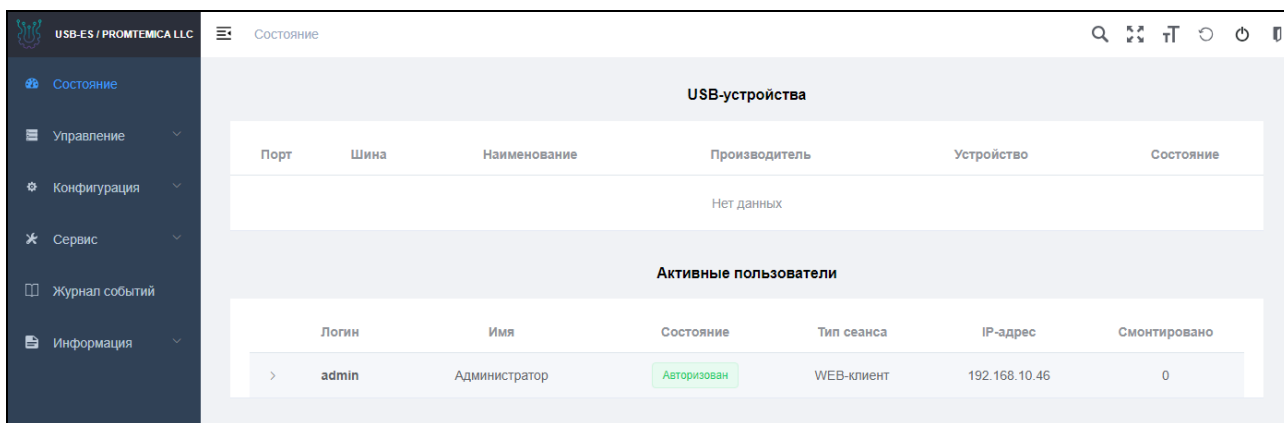 USB-ES / PROMTEMICA LLC
Состояние
Состояние
Управление
Конфигурация
Сервис
Журнал событий
Информация
USB-устройства
Порт Шина Наименование Производитель Устройство Состояние
Нет данных
Активные пользователи
Логин Имя Состояние Тип сеанса IP-адрес Смонтировано
admin Администратор Авторизован WEB-клиент 192.168.10.46 0